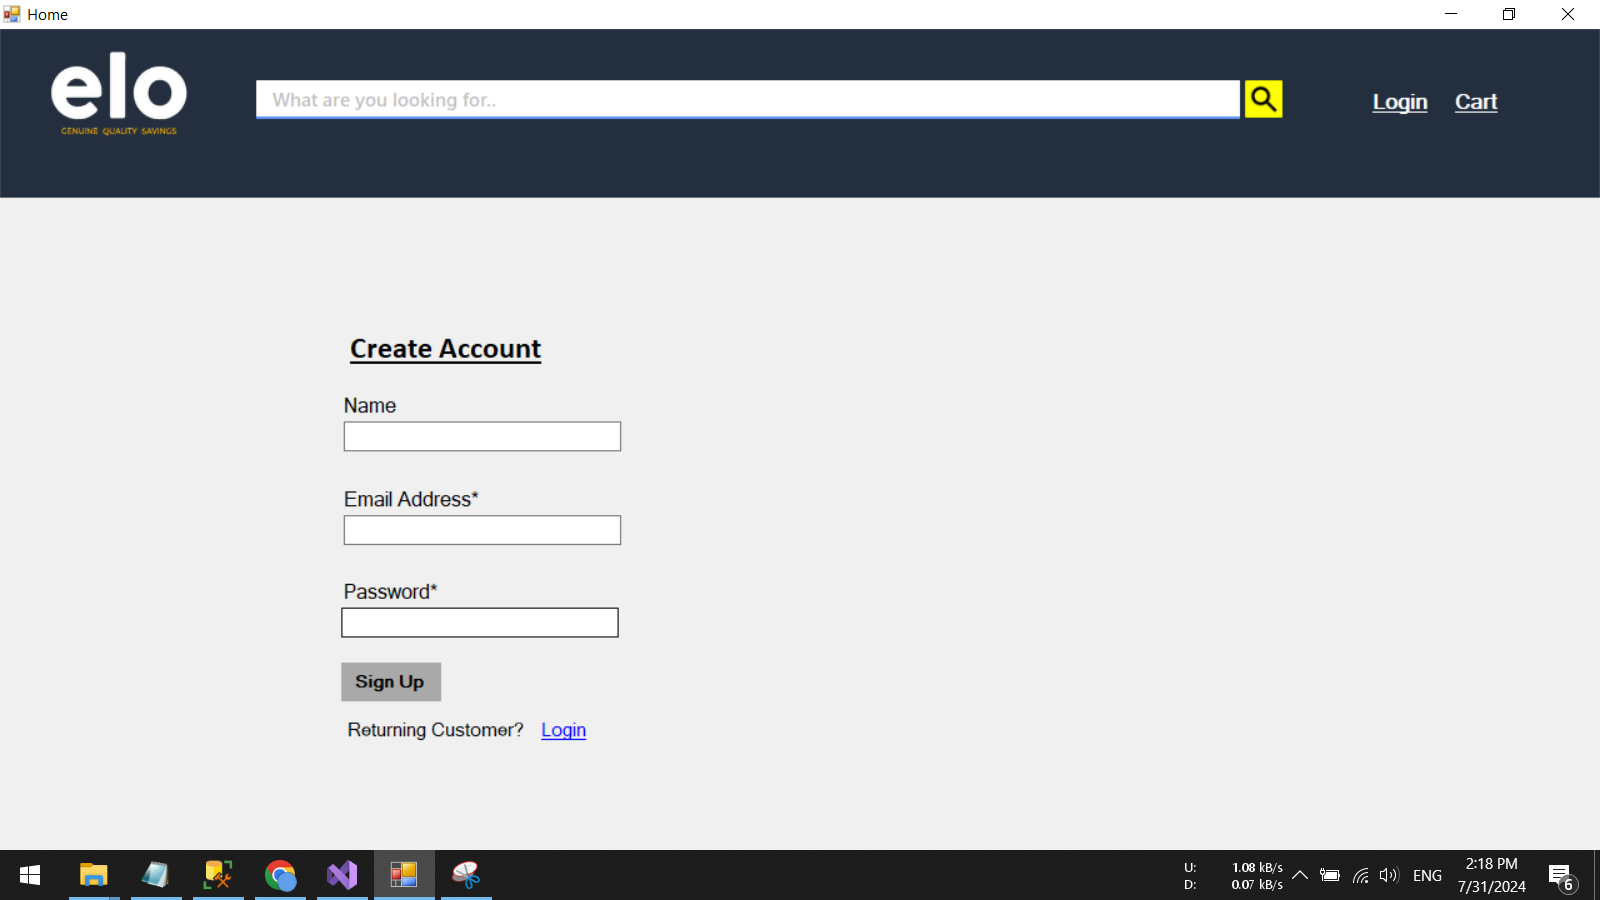 Home
elo
GENUINE QUALITY SAVINGS
What are you looking for..
Login Cart
Create Account
Name
Email Address*
Password*
Sign Up
Returning Customer? Login
U: 1.08 kB/s
D: 0.07 kB/s
ENG
2:18 PM
7/31/2024
6